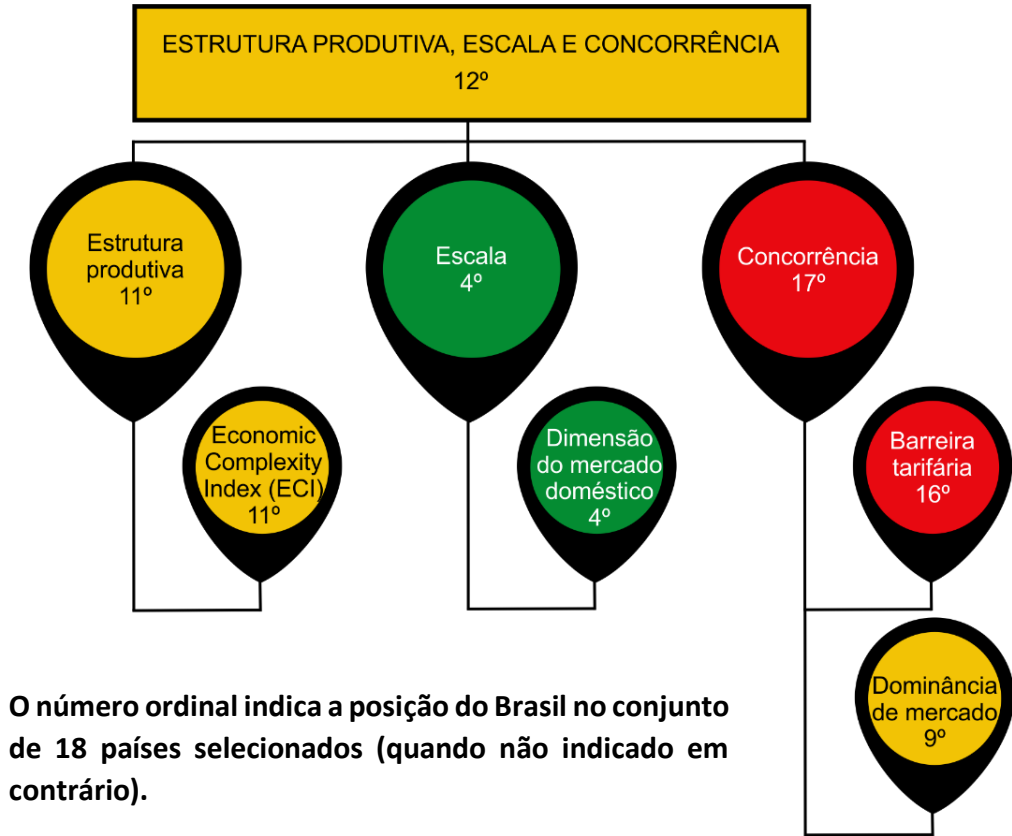 ESTRUTURA PRODUTIVA, ESCALA E CONCORRÊNCIA
12º
Estrutura
produtiva
11º
Economic
Complexity
Index (ECI)
11º
Escala
4º
Dimensão
do mercado
doméstico
4º
Concorrência
17º
Barreira
tarifária
16º
Dominância
de mercado
9º
O número ordinal indica a posição do Brasil no conjunto
de 18 países selecionados (quando não indicado em
contrário).